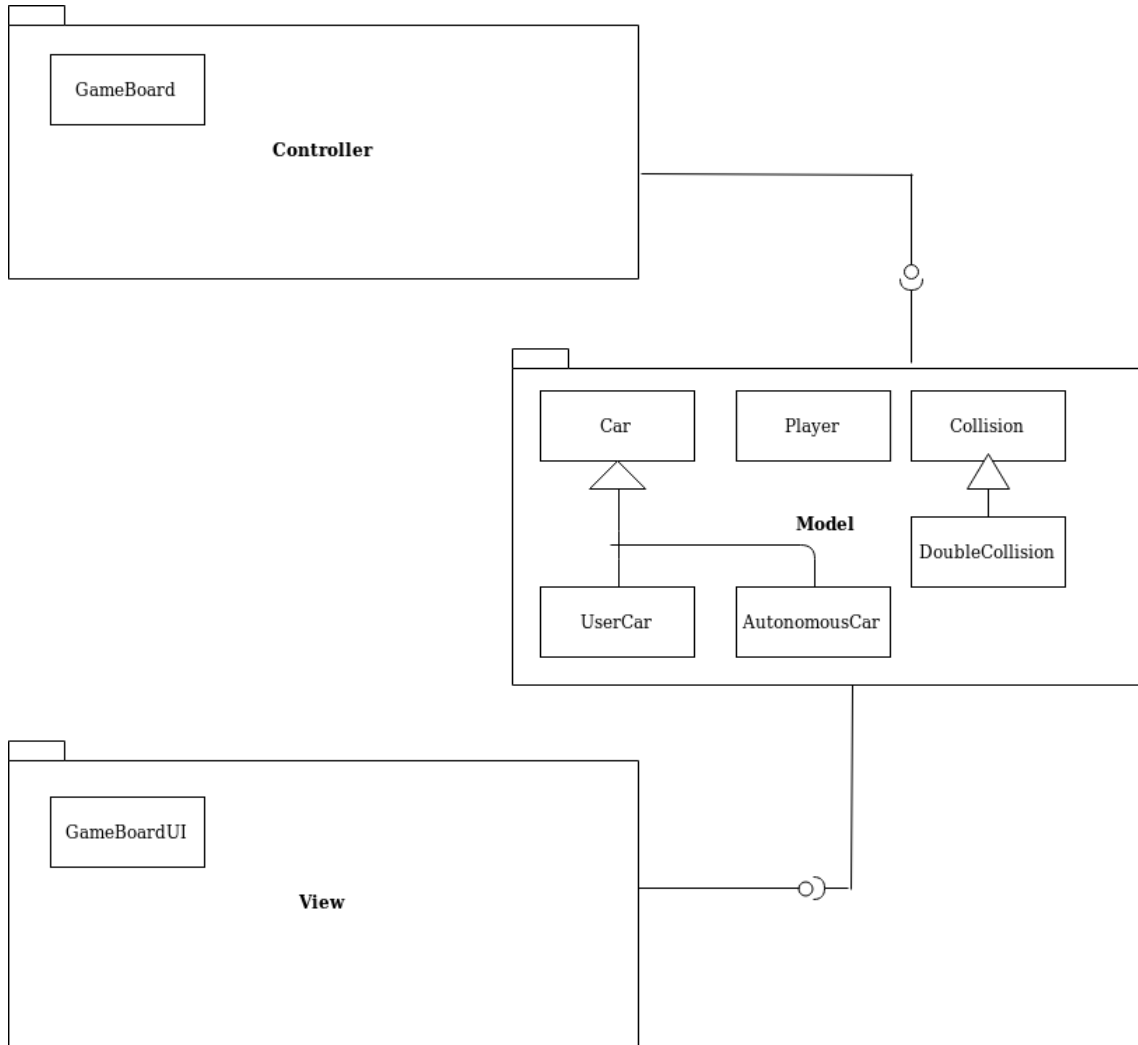 GameBoard
Controller
Car
Player
Collision
Model
DoubleCollision
UserCar
AutonomousCar
GameBoardUI
View